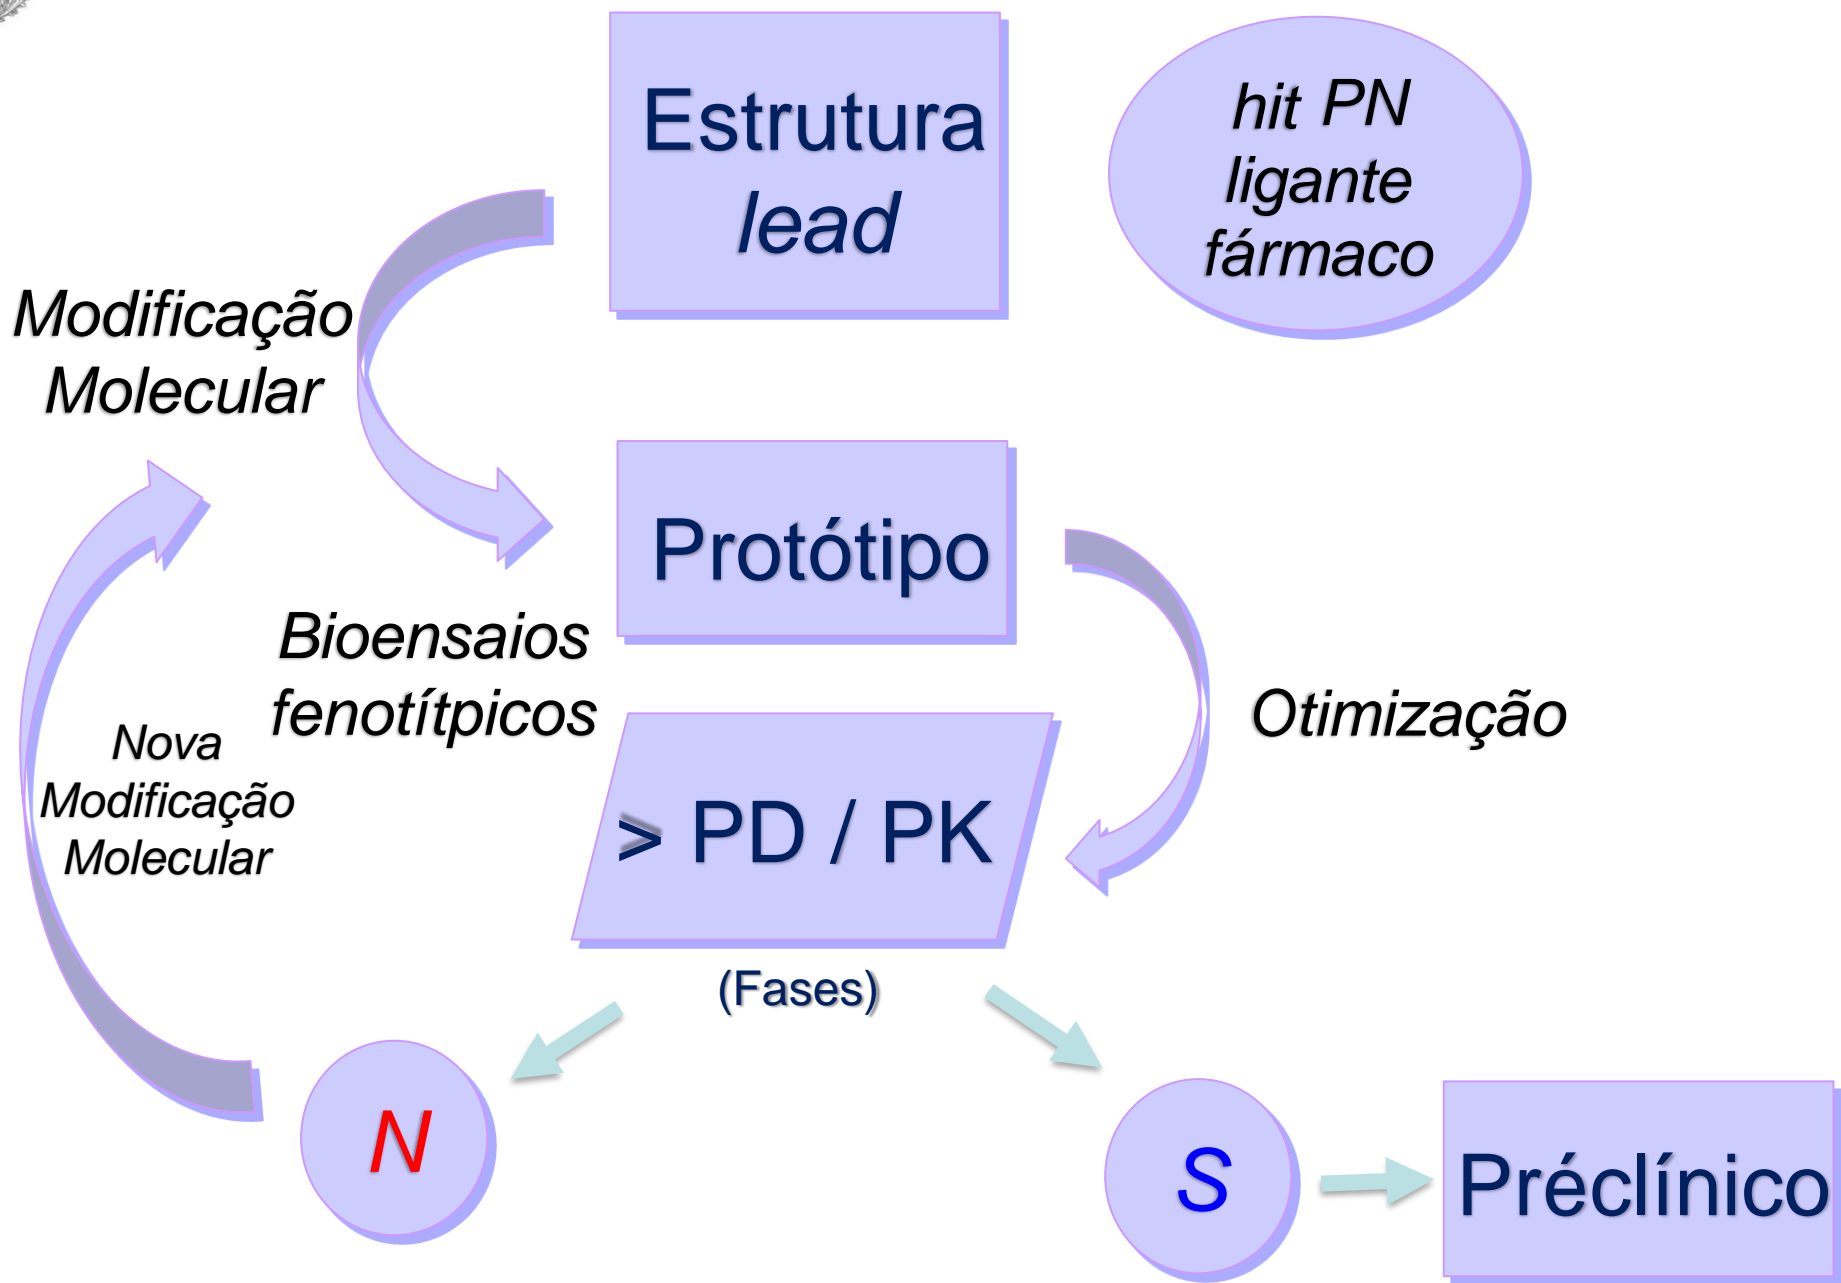 Estrutura
lead
hit PN
ligante
fármaco
Modificação
Molecular
Protótipo
Bioensaios
fenotítpicos
Otimização
Nova
Modificação
Molecular
> PD / PK
(Fases)
N
S
Préclínico